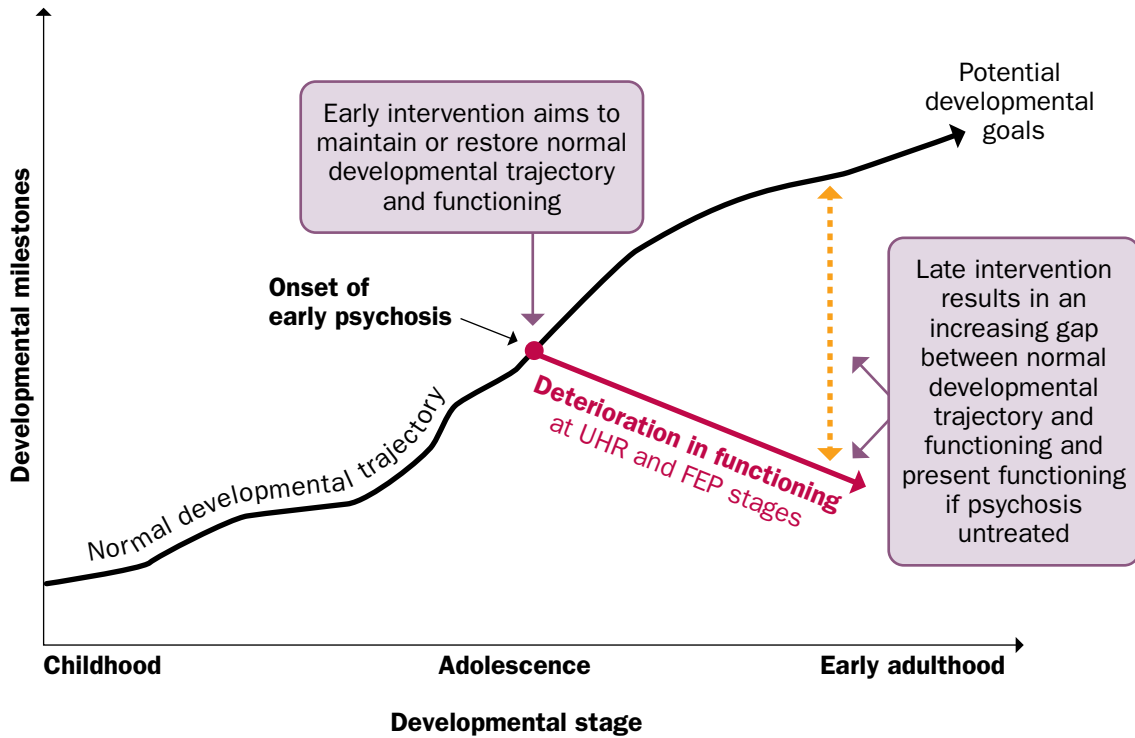 Potential
developmental
goals
Early intervention aims to
maintain or restore normal
developmental trajectory
and functioning
Developmental milestones
Onset of
early psychosis
Late intervention
results in an
increasing gap
between normal
developmental
trajectory and
functioning and
present functioning
if psychosis
untreated
Normal developmental trajectory
Deterioration in functioning
at UHR and FEP stages
Childhood
Adolescence
Early adulthood
Developmental stage